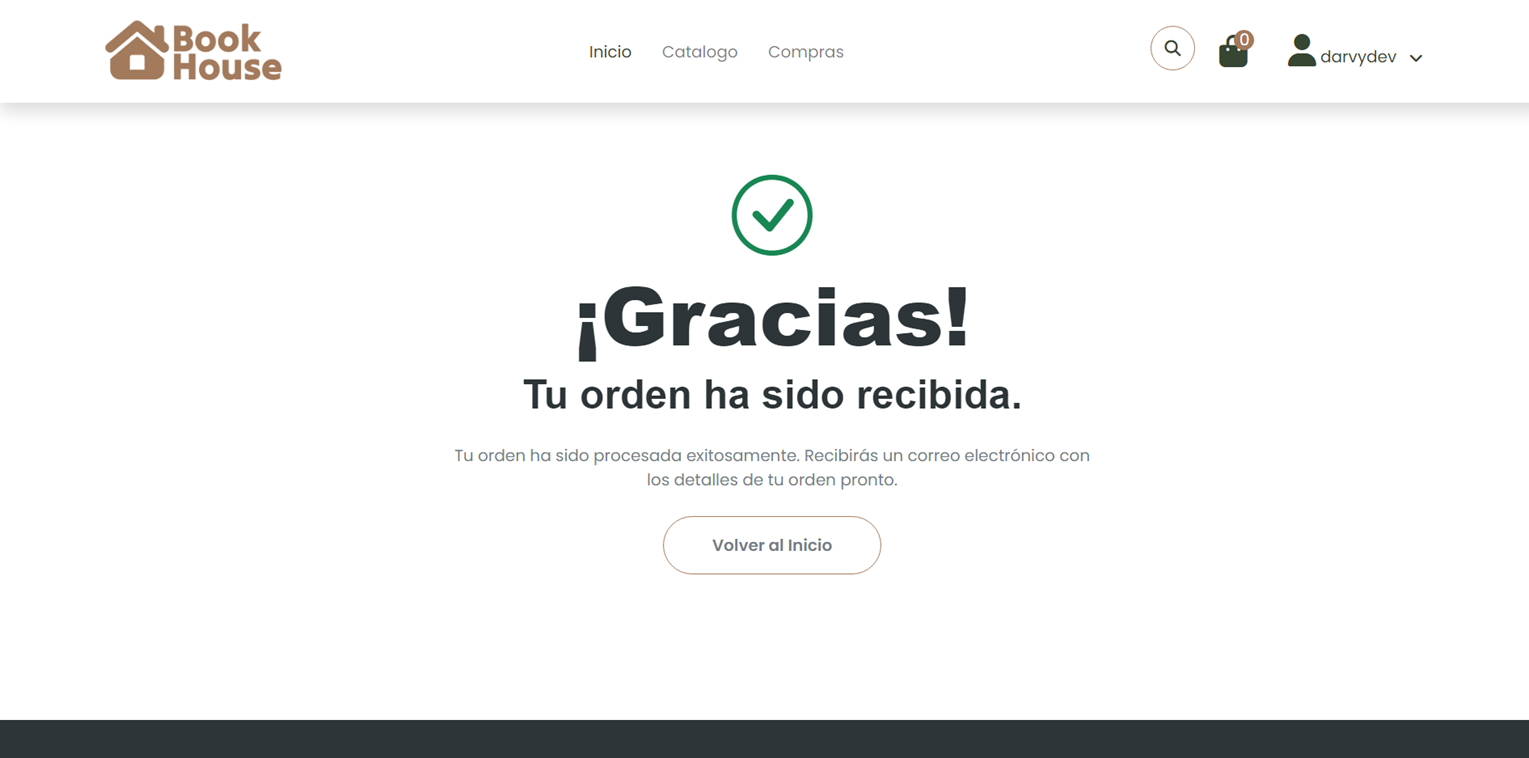 Book
House
Inicio Catalogo Compras
0
darvydev
¡Gracias!
Tu orden ha sido recibida.
Tu orden ha sido procesada exitosamente. Recibirás un correo electrónico con
los detalles de tu orden pronto.
Volver al Inicio